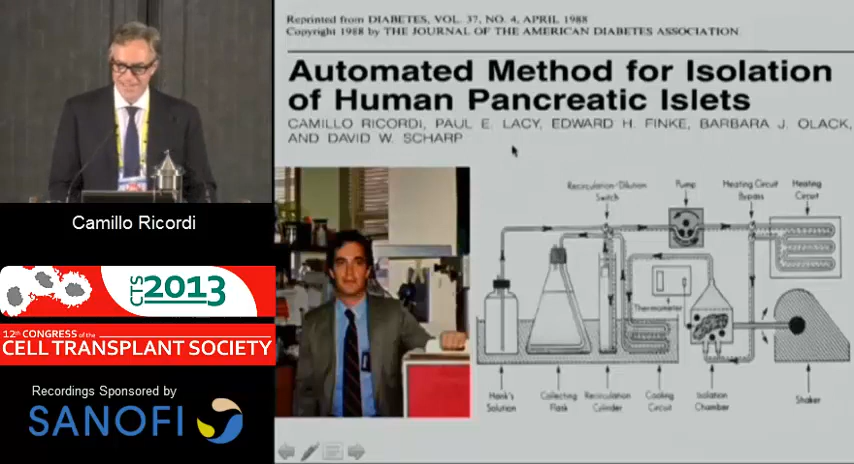 Reprinted from DIABETES, VOL. 37, NO. 4, APRIL 1988
Copyright 1988 by THE JOURNAL OF THE AMERICAN DIABETES ASSOCIATION
Automated Method for Isolation
of Human Pancreatic Islets
CAMILLO RICORDI, PAUL E. LACY, EDWARD H. FINKE, BARBARA J. OLACK,
AND DAVID W. SCHARP
Camillo Ricordi
CTS
2013
12th CONGRESS of the
CELL TRANSPLANT SOCIETY
Recordings Sponsored by
SANOFI
Recirculation-Dilution
Switch
Pump
Heating Circuit
Bypass
Heating
Circuit
Thermometer
Hank's
Solution
Collecting
Flask
Recirculation
Cylinder
Cooling
Circuit
Isolation
Chamber
Shaker